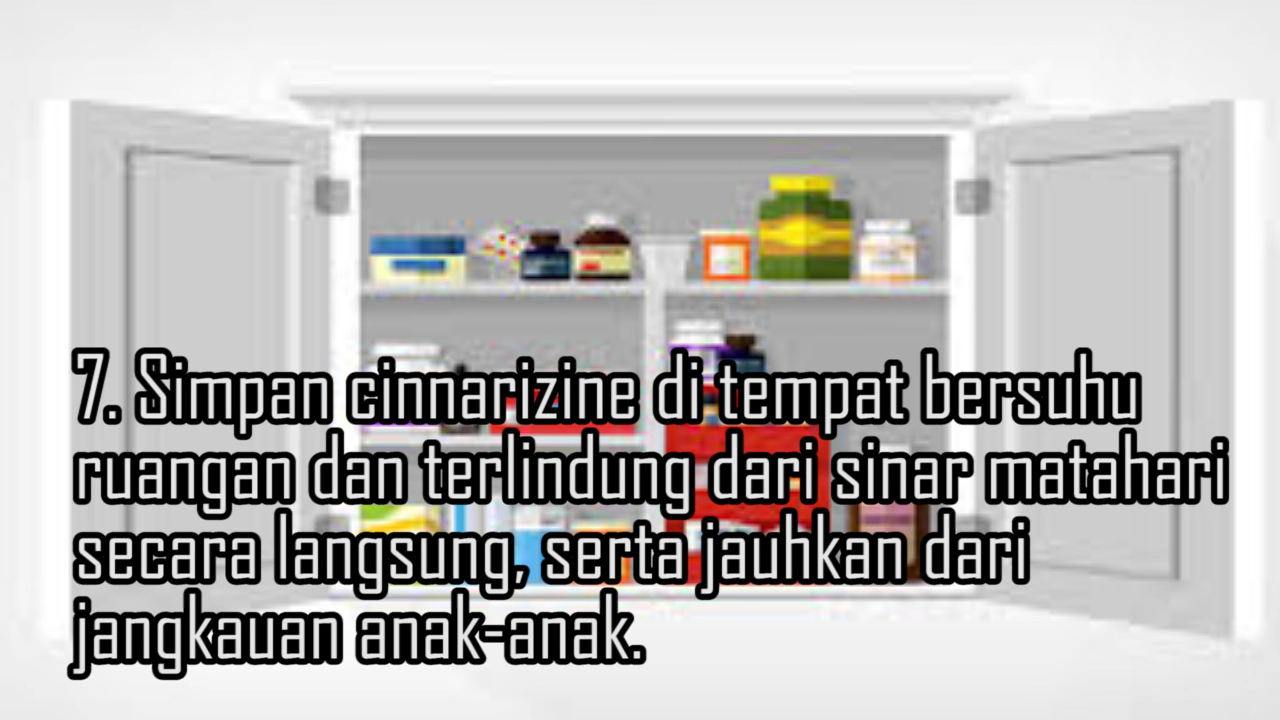 7. Simpan cinnarizine di tempat bersuhu
ruangan dan terlindung dari sinar matahari
secara langsung, serta jauhkan dari
jangkauan anak-anak.